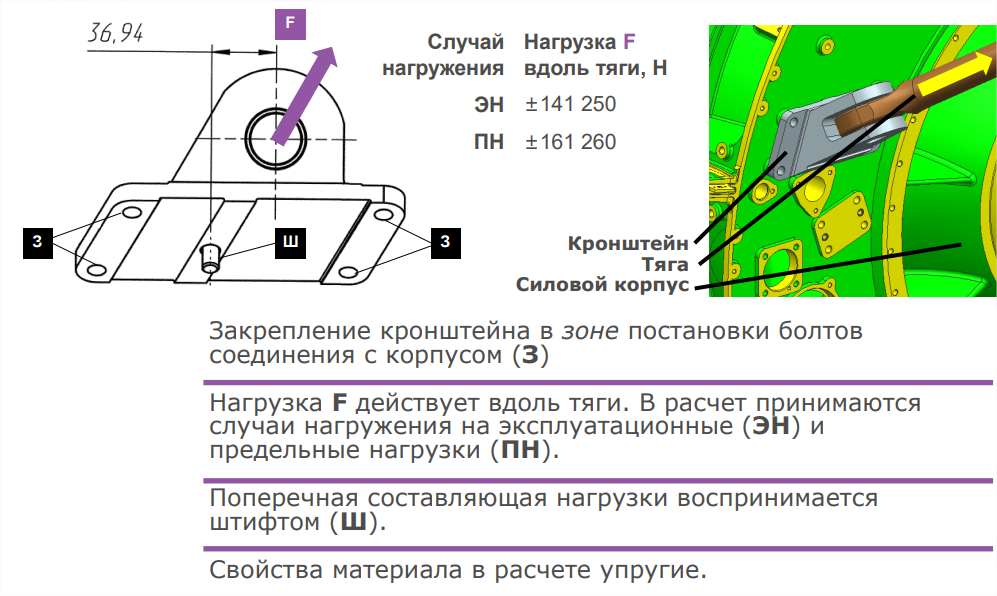 36,94
F
Случай Нагрузка F
нагружения вдоль тяги, Н
ЭН ±141 250
ПН ±161 260
З
Ш
З
Кронштейн
Тяга
Силовой корпус
Закрепление кронштейна в зоне постановки болтов
соединения с корпусом (З)
Нагрузка F действует вдоль тяги. В расчет принимаются
случаи нагружения на эксплуатационные (ЭН) и
предельные нагрузки (ПН).
Поперечная составляющая нагрузки воспринимается
штифтом (Ш).
Свойства материала в расчете упругие.